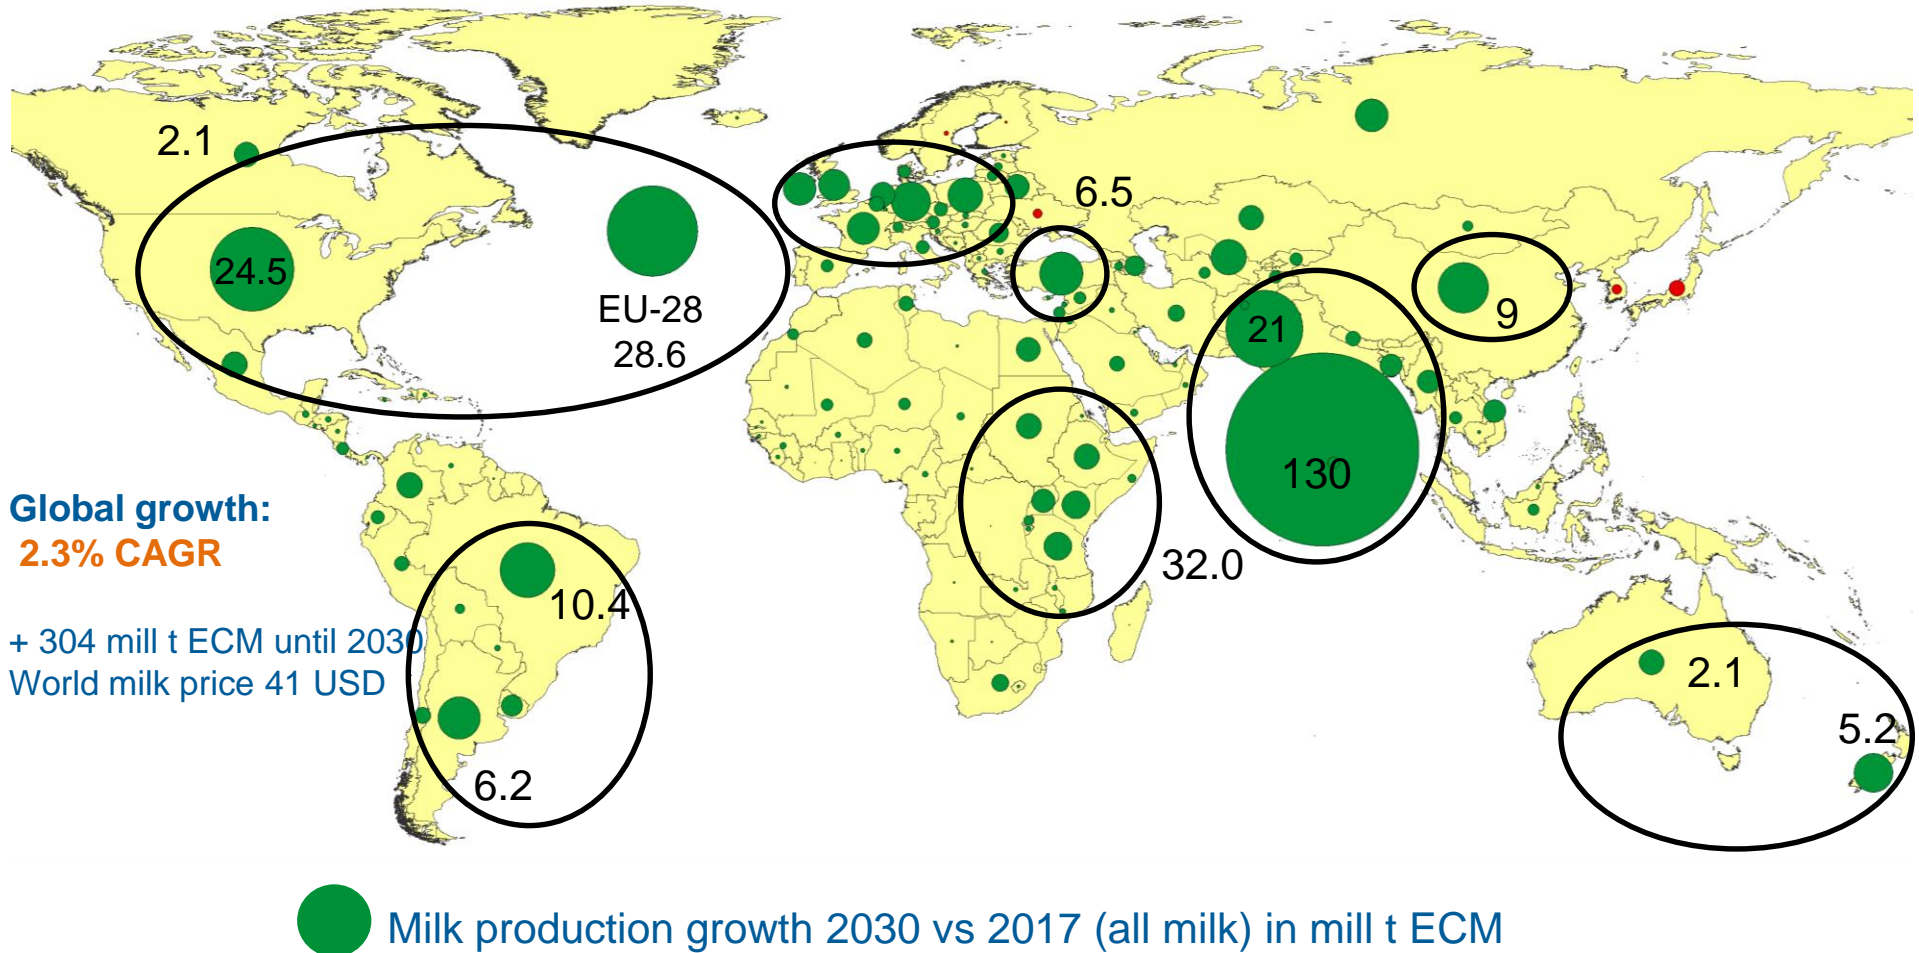 2.1
6.5
24.5
EU-28
28.6
21
9
130
Global growth:
2.3% CAGR
+ 304 mill t ECM until 2030
World milk price 41 USD
32.0
10.4
6.2
2.1
5.2
Milk production growth 2030 vs 2017 (all milk) in mill t ECM